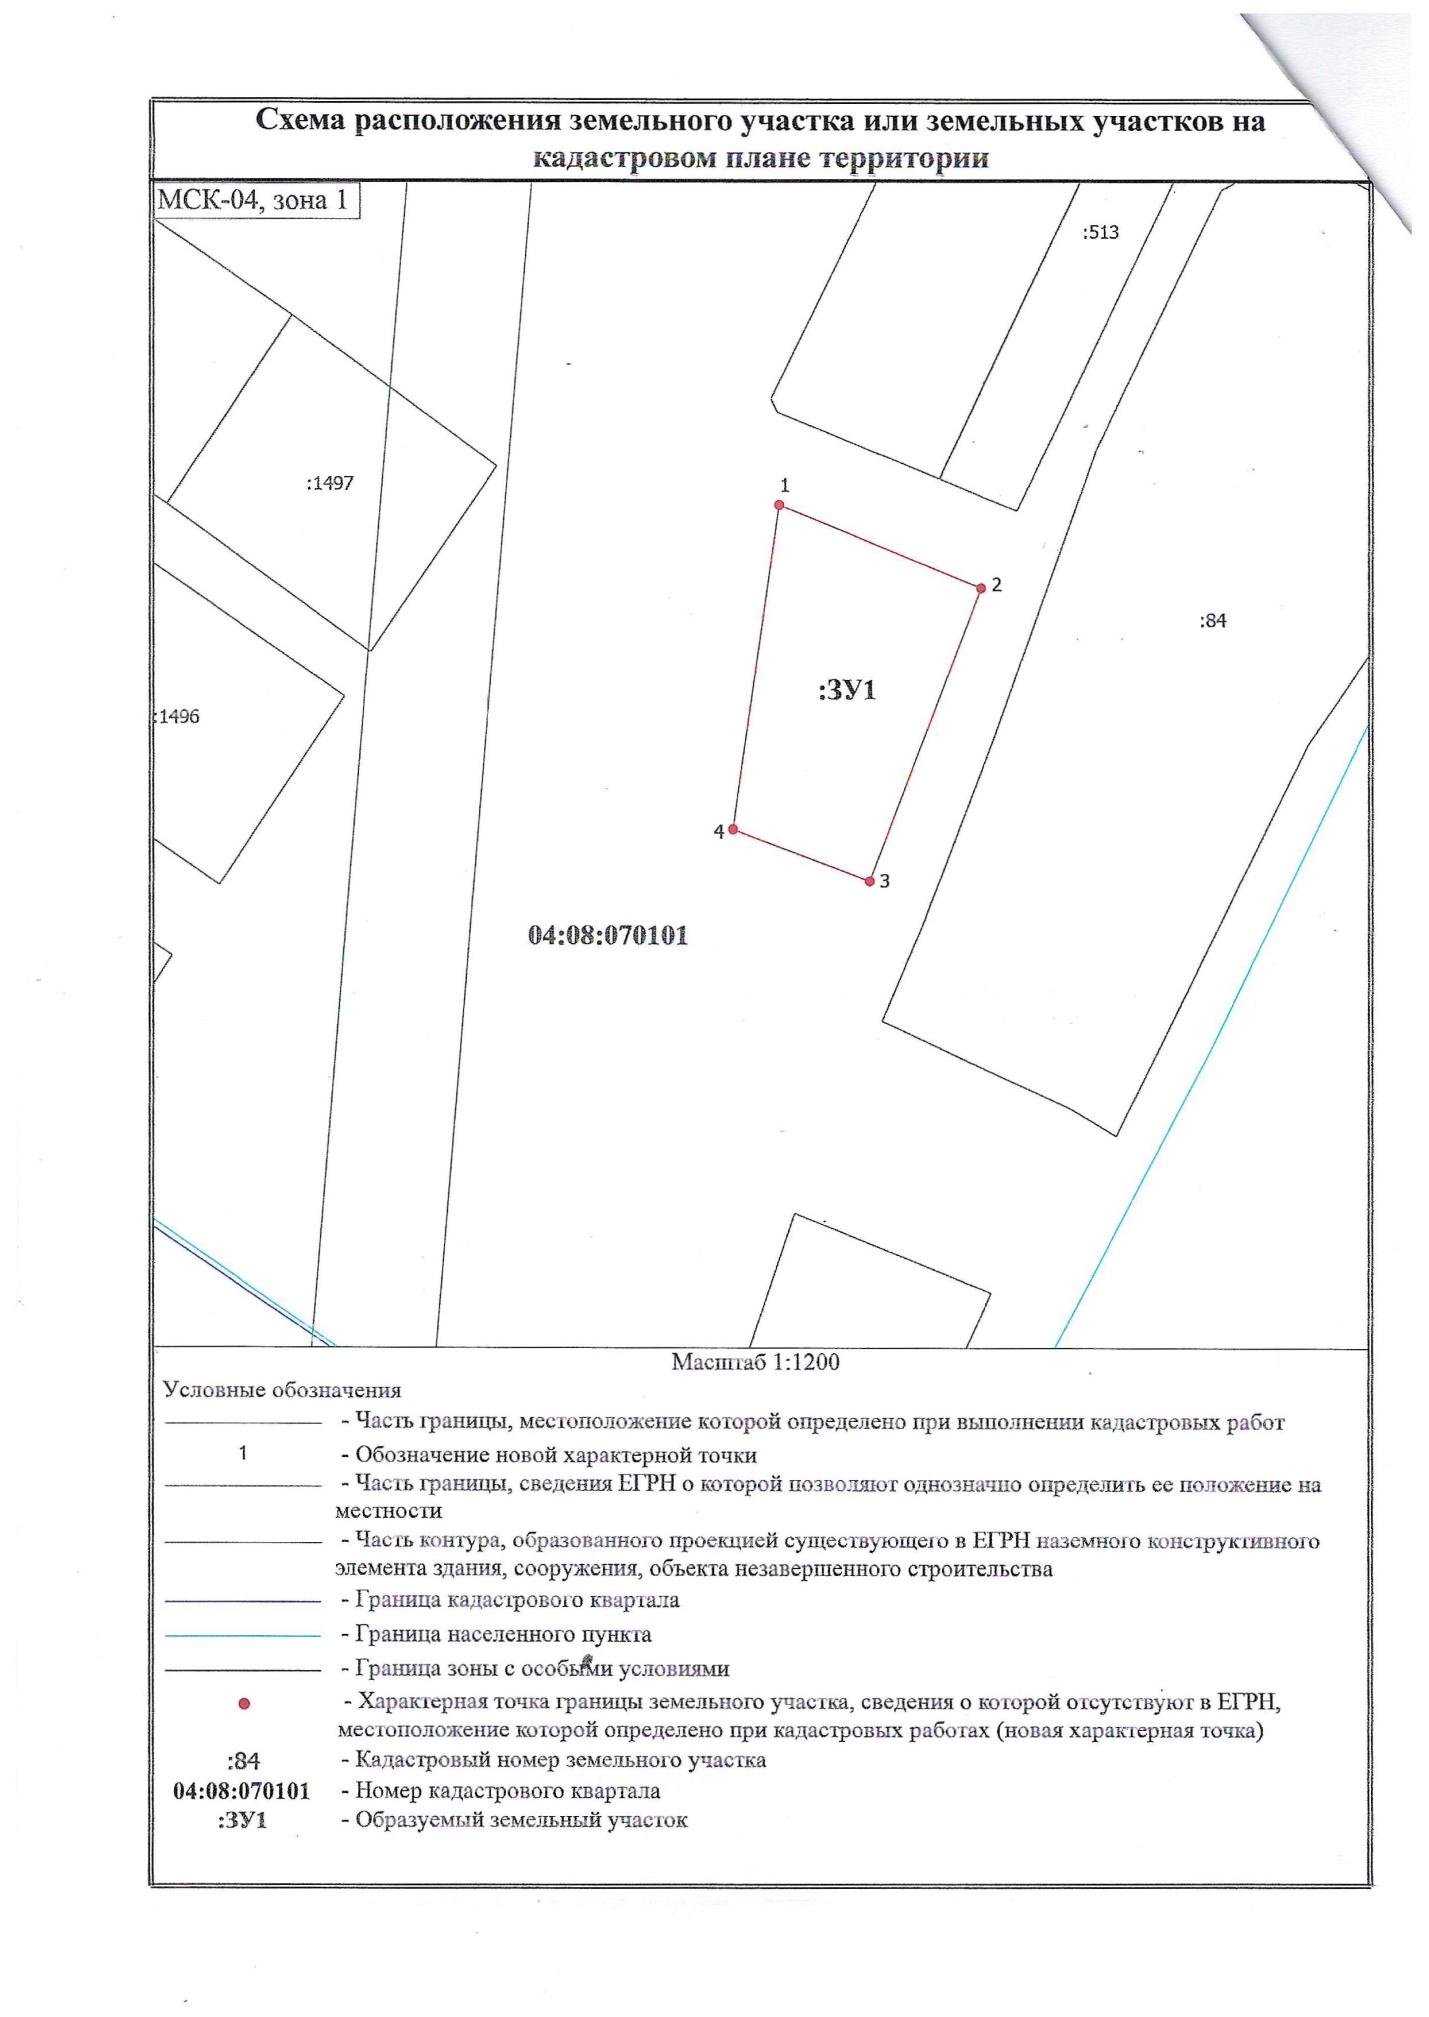 Схема расположения земельного участка или земельных участков на
кадастровом плане территории
МСК-04, зона 1
:513
:1497
1
2
:84
:ЗУ1
:1496
4
3
04:08:070101
Масштаб 1:1200
Условные обозначения
- Часть границы, местоположение которой определено при выполнении кадастровых работ
1 - Обозначение новой характерной точки
- Часть границы, сведения ЕГРН о которой позволяют однозначно определить ее положение на
местности
- Часть контура, образованного проекцией существующего в ЕГРН наземного конструктивного
элемента здания, сооружения, объекта незавершенного строительства
- Граница кадастрового квартала
- Граница населенного пункта
- Граница зоны с особыми условиями
- Характерная точка границы земельного участка, сведения о которой отсутствуют в ЕГРН,
местоположение которой определено при кадастровых работах (новая характерная точка)
:84 - Кадастровый номер земельного участка
04:08:070101 - Номер кадастрового квартала
:ЗУ1 - Образуемый земельный участок